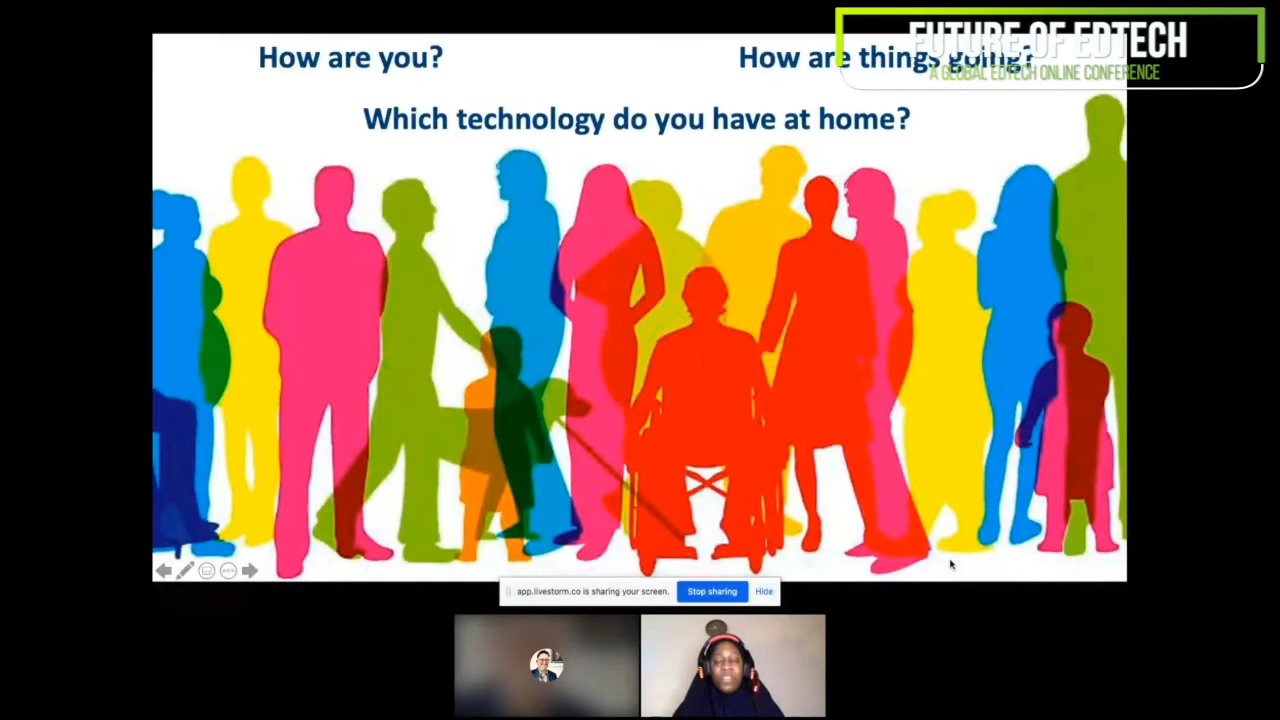 How are you?
How are things going?
FUTURE OF EDTECH
A GLOBAL EDTECH ONLINE CONFERENCE
Which technology do you have at home?
app.livestorm.co is sharing your screen.
Stop sharing
Hide